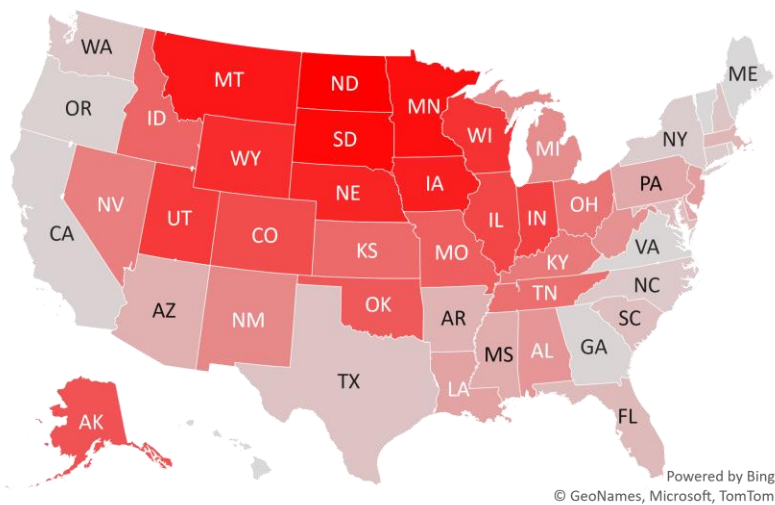 WA
ME
MT
ND
MN
OR
ID
WI
NY
SD
MI
WY
PA
IA
NE
OH
NV
IL
IN
UT
CO
VA
CA
KS
MO
KY
NC
TN
AZ
OK
AR
SC
NM
GA
AL
MS
TX
LA
FL
AK
Powered by Bing
© GeoNames, Microsoft, TomTom